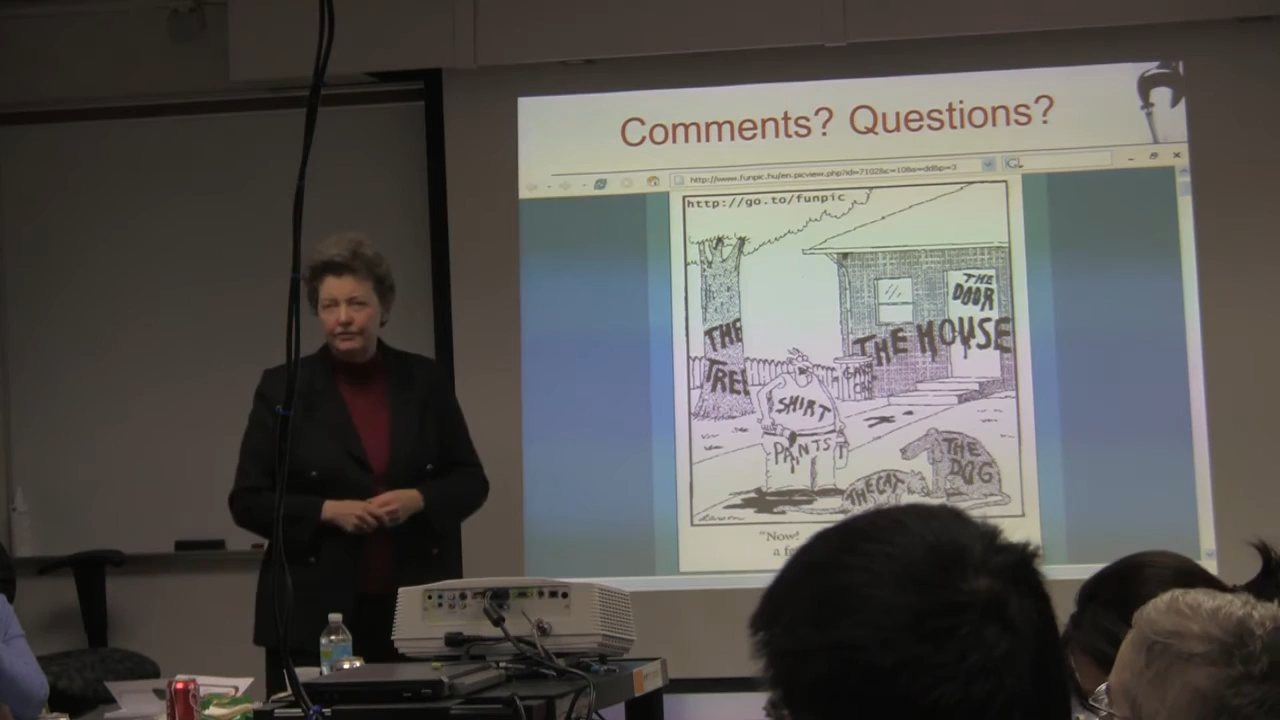 Comments? Questions?
http://go.to/funpic
THE
DOOR
THE HOUSE
THE
TREE
SHIRT
PANTS
THE CAT
THE
DOG
"Now!